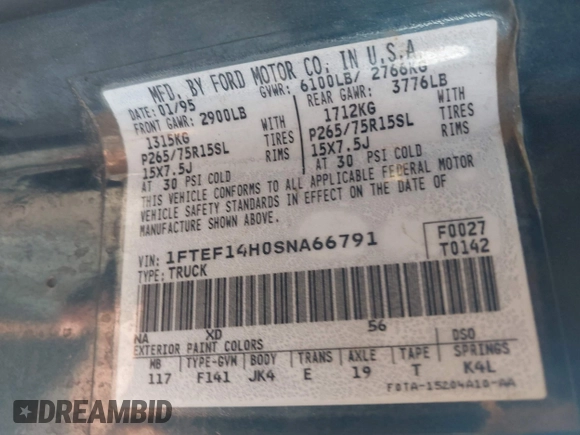 MFD. BY FORD MOTOR CO. IN U.S.A.
DATE: 01/95 GVWR: 6100LB/ 2766KG
FRONT GAWR: 2900LB REAR GAWR: 3776LB
1315KG WITH 1712KG WITH
P265/75R15SL TIRES P265/75R15SL TIRES
15X7.5J RIMS 15X7.5J RIMS
AT 30 PSI COLD AT 30 PSI COLD
THIS VEHICLE CONFORMS TO ALL APPLICABLE FEDERAL MOTOR
VEHICLE SAFETY STANDARDS IN EFFECT ON THE DATE OF
MANUFACTURE SHOWN ABOVE.
VIN: 1FTEF14H0SNA66791 F0027
TYPE: TRUCK T0142
NA XD 56
EXTERIOR PAINT COLORS DSO
WB TYPE-GVW BODY TRANS AXLE TAPE SPRINGS
117 F141 JK4 E 19 T K4L
F0TA-15204A10-AA
DREAMBID
DREAMBID.COM